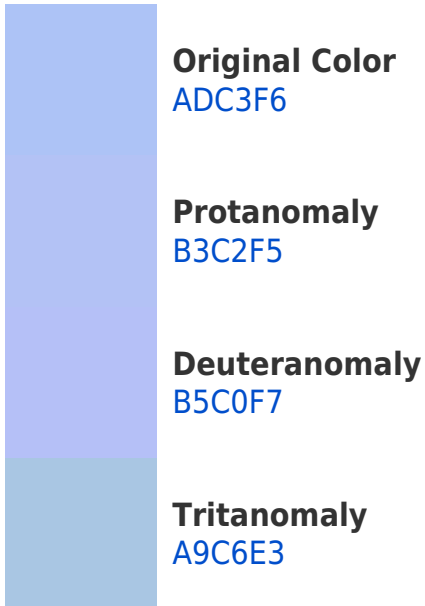 Original Color
ADC3F6
Protanomaly
B3C2F5
Deuteranomaly
B5C0F7
Tritanomaly
A9C6E3